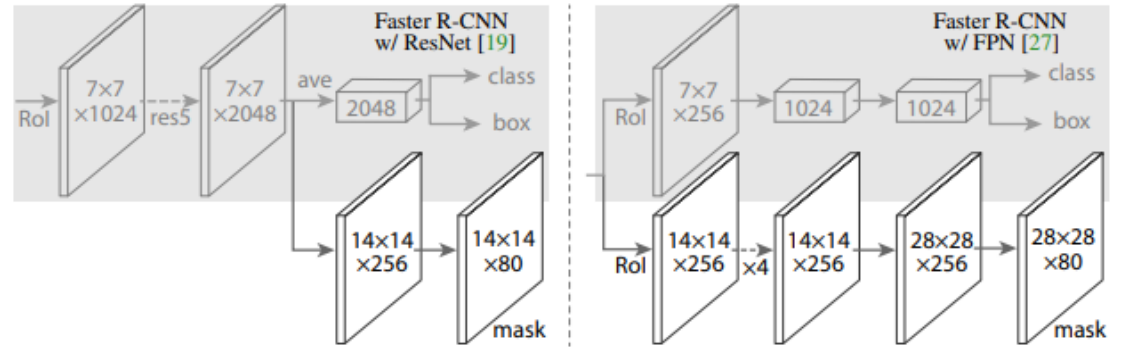 Faster R-CNN
w/ ResNet [19]
RoI
7×7
×1024
res5
7×7
×2048
ave
2048
class
box
14×14
×256
14×14
×80
mask
Faster R-CNN
w/ FPN [27]
RoI
7×7
×256
1024
1024
class
box
RoI
14×14
×256
×4
14×14
×256
28×28
×256
28×28
×80
mask